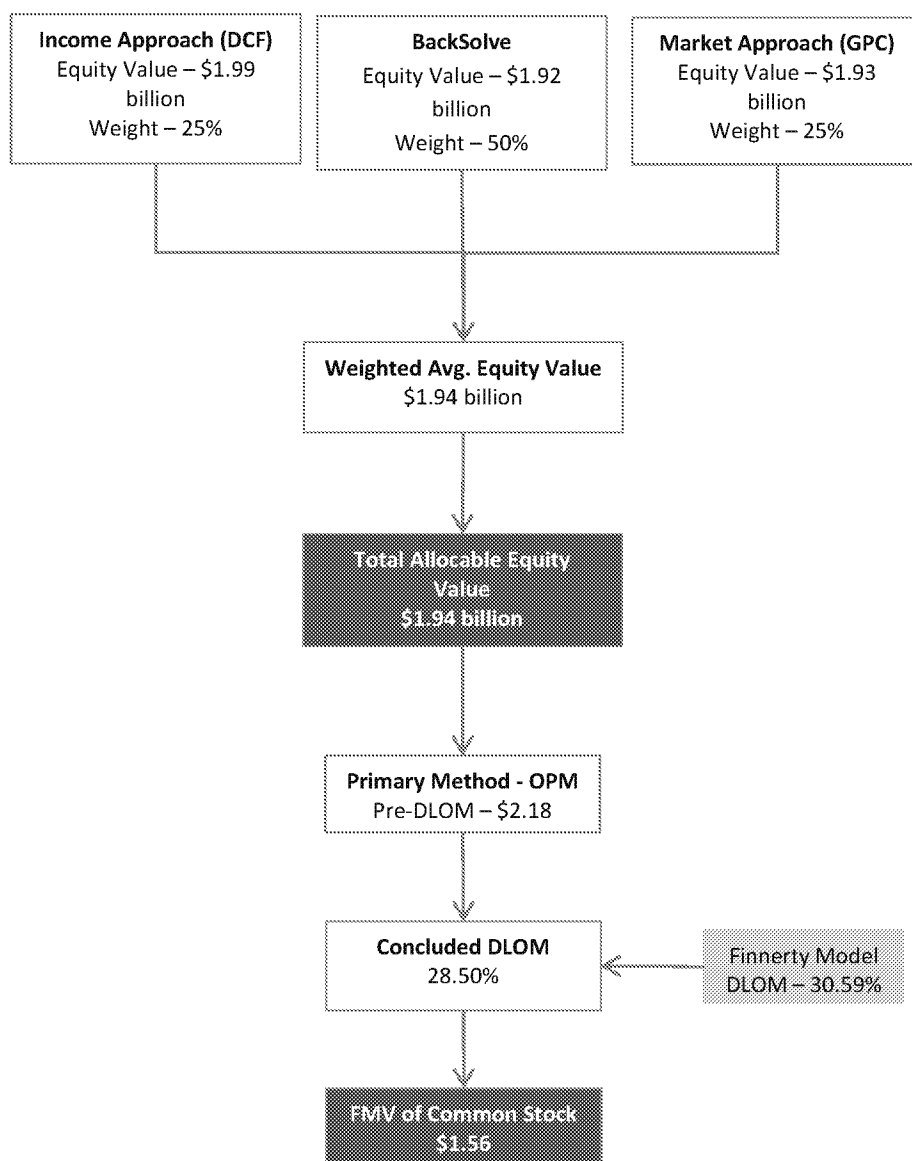 Income Approach (DCF)
Equity Value – $1.99
billion
Weight – 25%
BackSolve
Equity Value – $1.92
billion
Weight – 50%
Market Approach (GPC)
Equity Value – $1.93
billion
Weight – 25%
Weighted Avg. Equity Value
$1.94 billion
Total Allocable Equity
Value
$1.94 billion
Primary Method - OPM
Pre-DLOM – $2.18
Concluded DLOM
28.50%
Finnerty Model
DLOM – 30.59%
FMV of Common Stock
$1.56